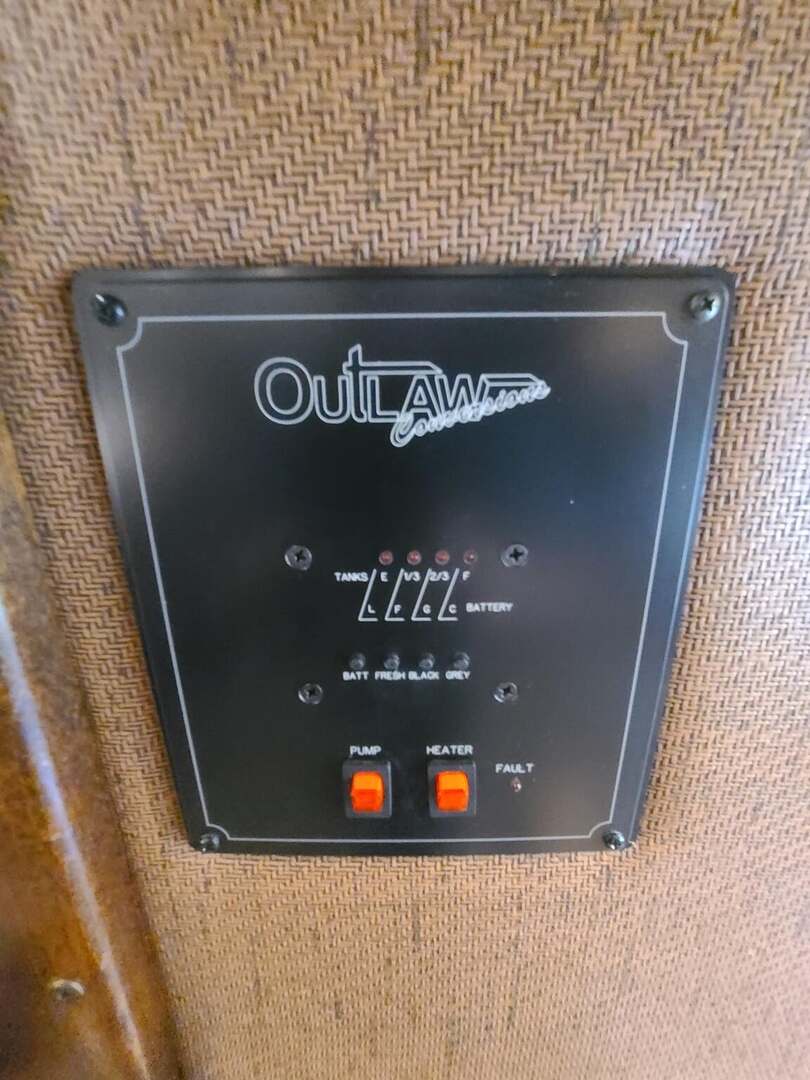 OUTLAW
Conversions
TANKS E 1/3 2/3 F
L F G C BATTERY
BATT FRESH BLACK GREY
PUMP HEATER
FAULT